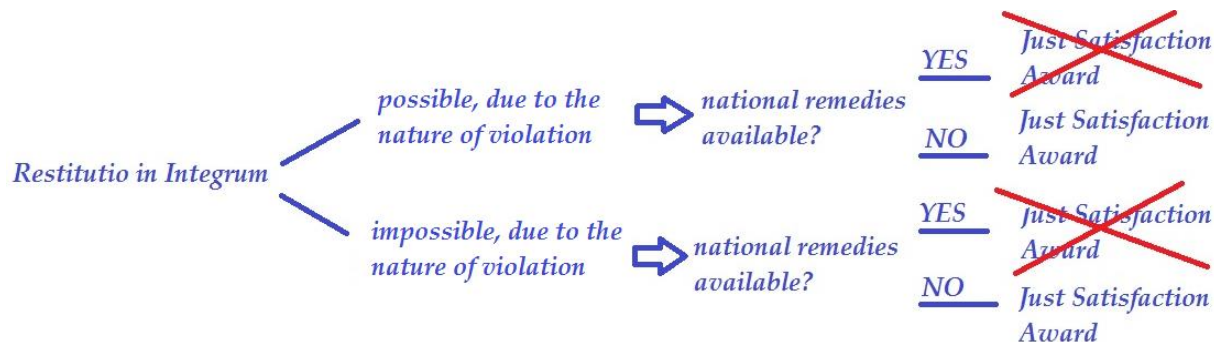 Restitutio in Integrum
possible, due to the
nature of violation
national remedies
available?
YES
Just Satisfaction
Award
NO
Just Satisfaction
Award
impossible, due to the
nature of violation
national remedies
available?
YES
Just Satisfaction
Award
NO
Just Satisfaction
Award